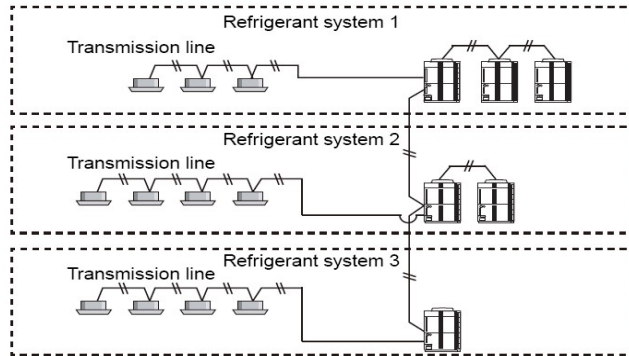 Refrigerant system 1
Transmission line
Refrigerant system 2
Transmission line
Refrigerant system 3
Transmission line